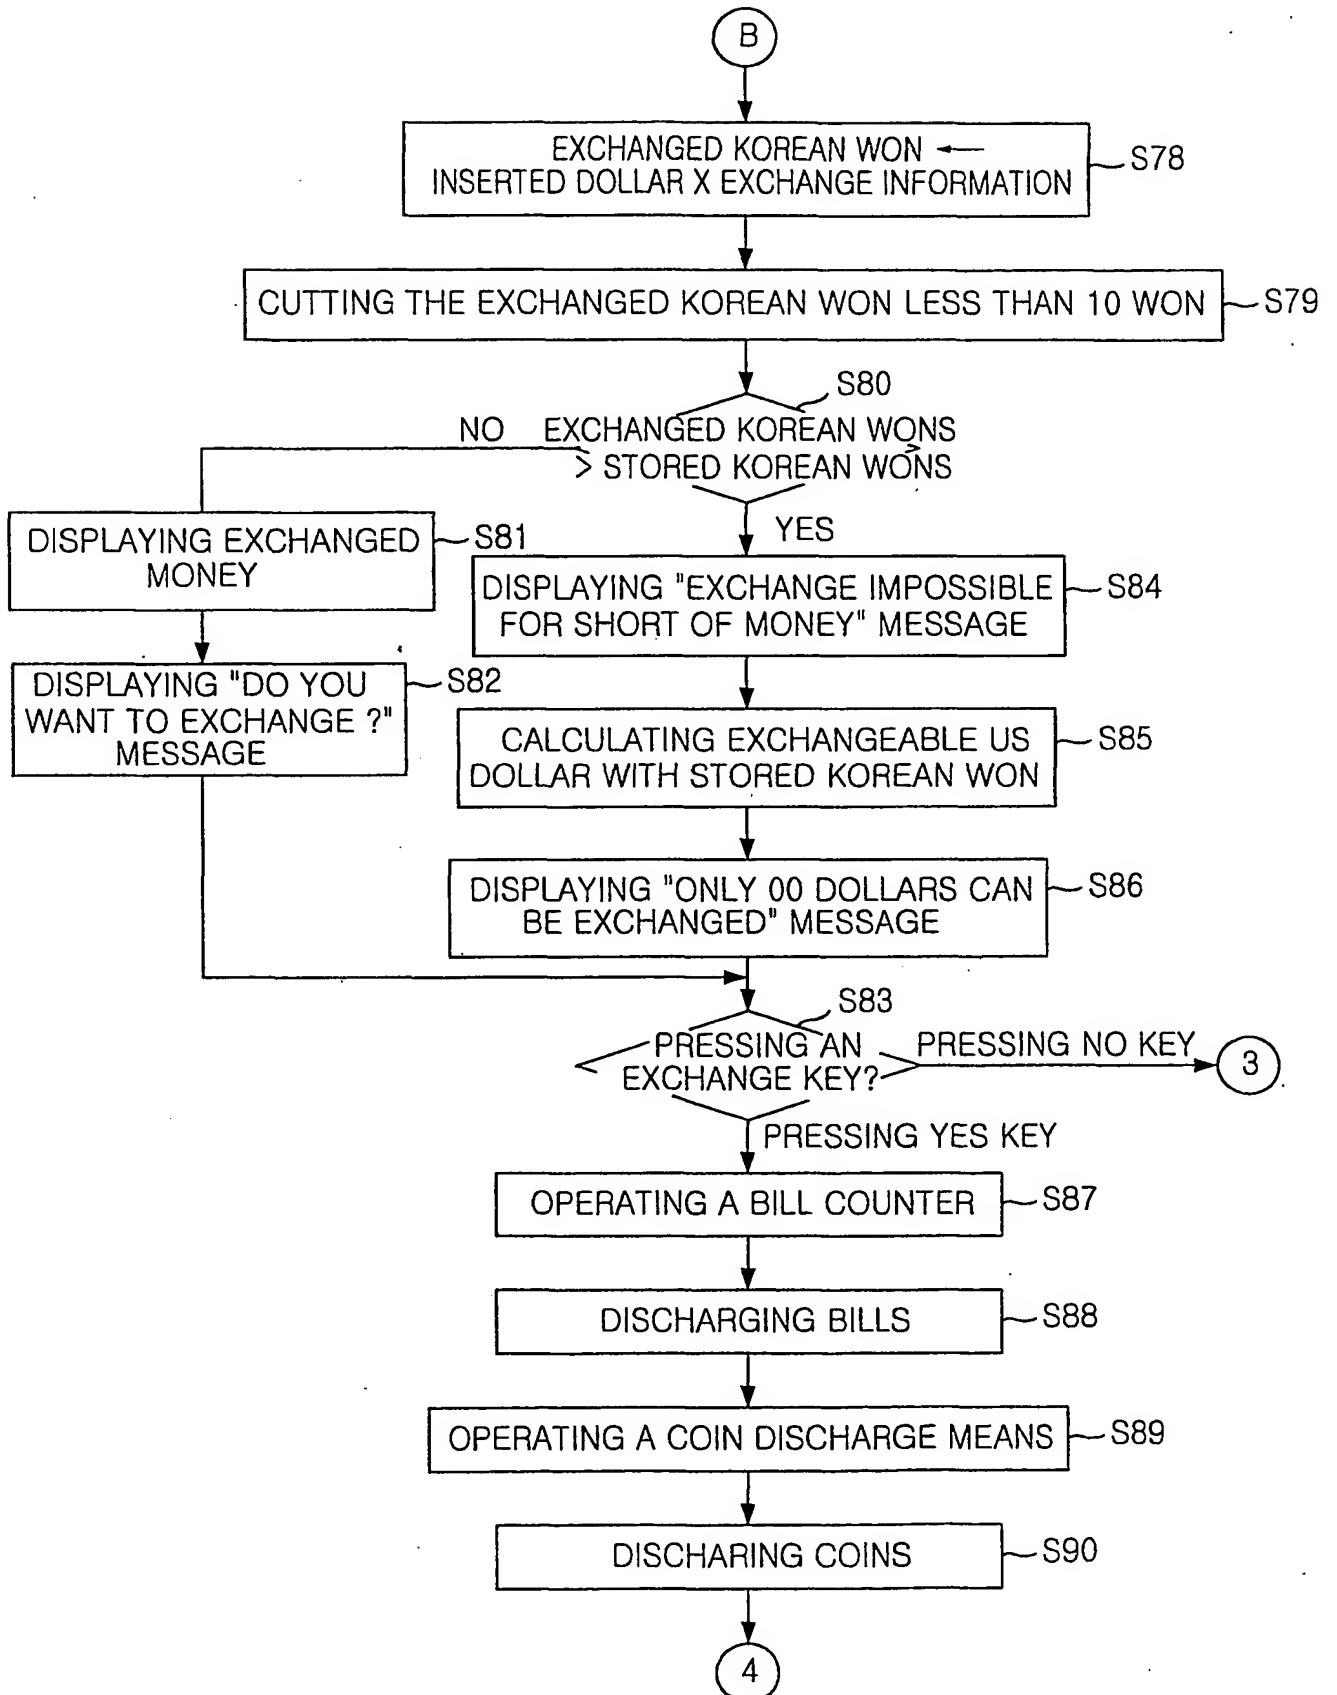 B
EXCHANGED KOREAN WON ←
INSERTED DOLLAR X EXCHANGE INFORMATION
S78
CUTTING THE EXCHANGED KOREAN WON LESS THAN 10 WON
S79
S80
NO
EXCHANGED KOREAN WONS
> STORED KOREAN WONS
YES
DISPLAYING EXCHANGED
MONEY
S81
DISPLAYING "EXCHANGE IMPOSSIBLE
FOR SHORT OF MONEY" MESSAGE
S84
DISPLAYING "DO YOU
WANT TO EXCHANGE ?"
MESSAGE
S82
CALCULATING EXCHANGEABLE US
DOLLAR WITH STORED KOREAN WON
S85
DISPLAYING "ONLY 00 DOLLARS CAN
BE EXCHANGED" MESSAGE
S86
S83
PRESSING AN
EXCHANGE KEY?
PRESSING NO KEY
3
PRESSING YES KEY
OPERATING A BILL COUNTER
S87
DISCHARGING BILLS
S88
OPERATING A COIN DISCHARGE MEANS
S89
DISCHARING COINS
S90
4